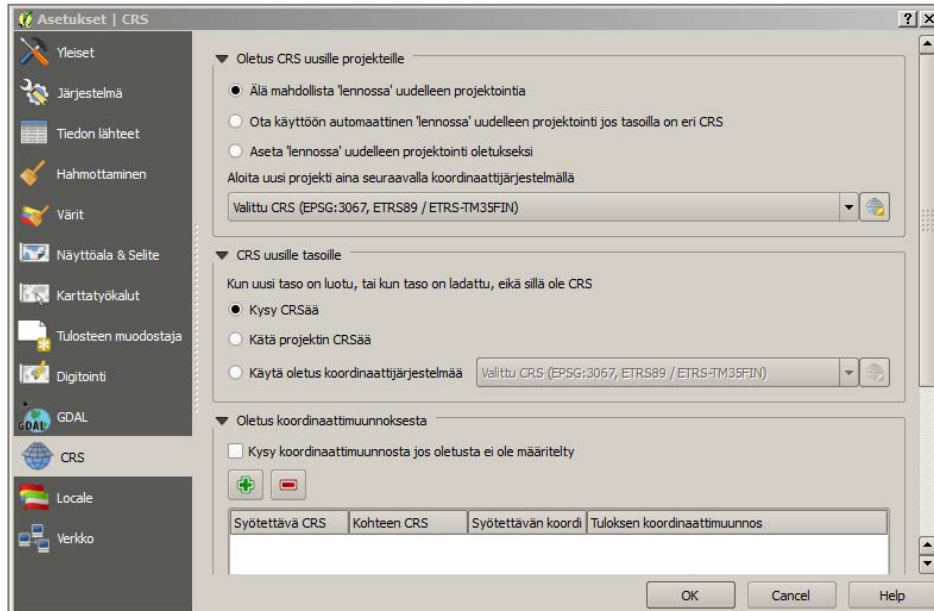 Asetukset | CRS
Yleiset
Järjestelmä
Tiedon lähteet
Hahmottaminen
Värit
Näyttöala & Selite
Karttatyökalut
Tulosteen muodostaja
Digitointi
GDAL
GDAL
CRS
Locale
Verkko
Oletus CRS uusille projekteille
Älä mahdollista 'lennossa' uudelleen projektointia
Ota käyttöön automaattinen 'lennossa' uudelleen projektointi jos tasoilla on eri CRS
Aseta 'lennossa' uudelleen projektointi oletukseksi
Aloita uusi projekti aina seuraavalla koordinaattijärjestelmällä
Valittu CRS (EPSG:3067, ETRS89 / ETRS-TM35FIN)
CRS uusille tasoille
Kun uusi taso on luotu, tai kun taso on ladattu, eikä sillä ole CRS
Kysy CRSää
Kätä projektin CRSää
Käytä oletus koordinaattijärjestelmää Valittu CRS (EPSG:3067, ETRS89 / ETRS-TM35FIN)
Oletus koordinaattimuunnoksesta
Kysy koordinaattimuunnosta jos oletusta ei ole määritelty
Syötettävä CRS Kohteen CRS Syötettävän koordi Tuloksen koordinaattimuunnos
OK Cancel Help